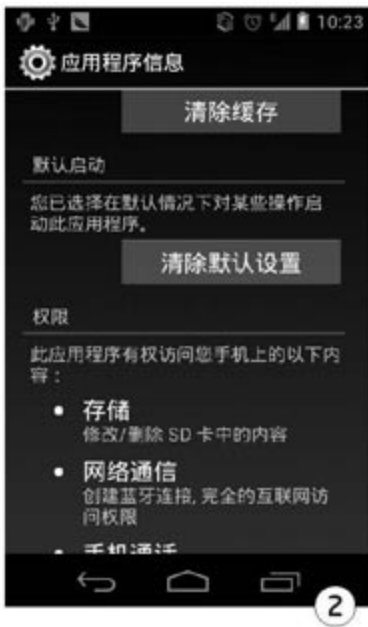 10:23
应用程序信息
清除缓存
默认启动
您已选择在默认情况下对某些操作启
动此应用程序。
清除默认设置
权限
此应用程序有权访问您手机上的以下内
容：
• 存储
修改/删除 SD 卡中的内容
• 网络通信
创建蓝牙连接, 完全的互联网访
问权限
• 手机通话
2